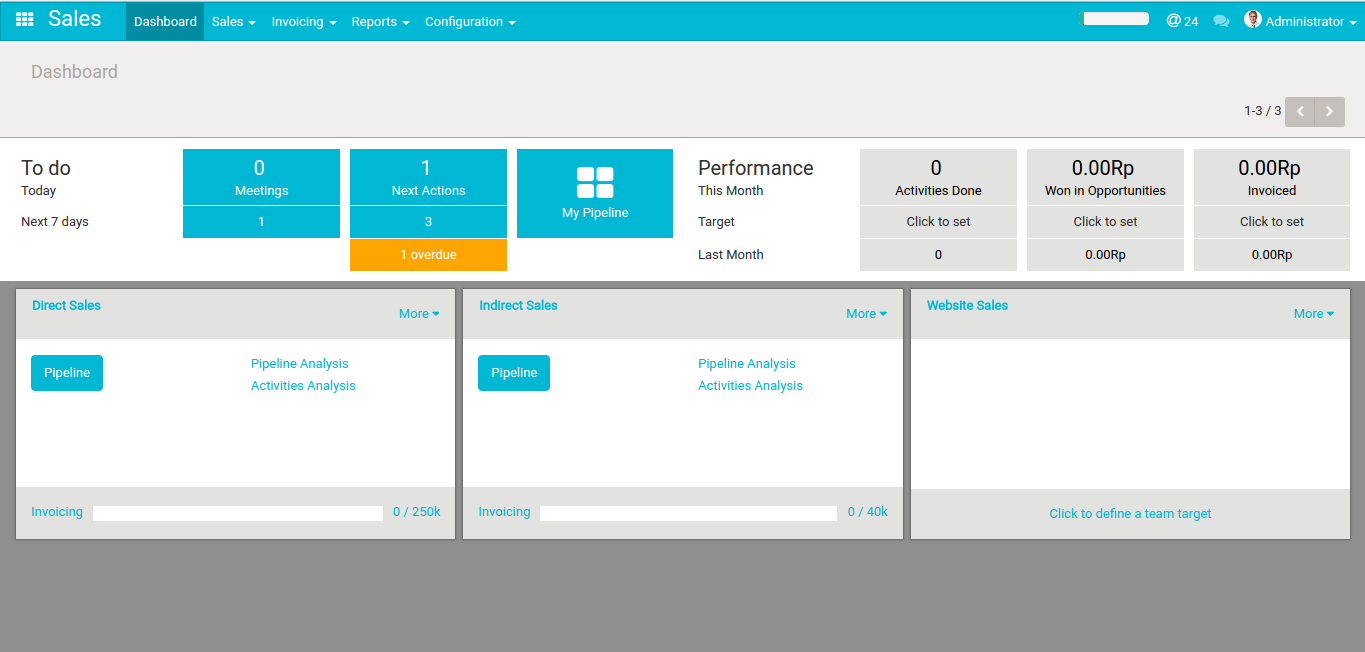 Sales Dashboard Sales Invoicing Reports Configuration @ 24 Administrator
Dashboard
1-3 / 3
To do
Today
Next 7 days
0
Meetings
1
1
Next Actions
3
1 overdue
My Pipeline
Performance
This Month
Target
Last Month
0
Activities Done
Click to set
0
0.00Rp
Won in Opportunities
Click to set
0.00Rp
0.00Rp
Invoiced
Click to set
0.00Rp
Direct Sales
More
Pipeline
Pipeline Analysis
Activities Analysis
Invoicing 0 / 250k
Indirect Sales
More
Pipeline
Pipeline Analysis
Activities Analysis
Invoicing 0 / 40k
Website Sales
More
Click to define a team target